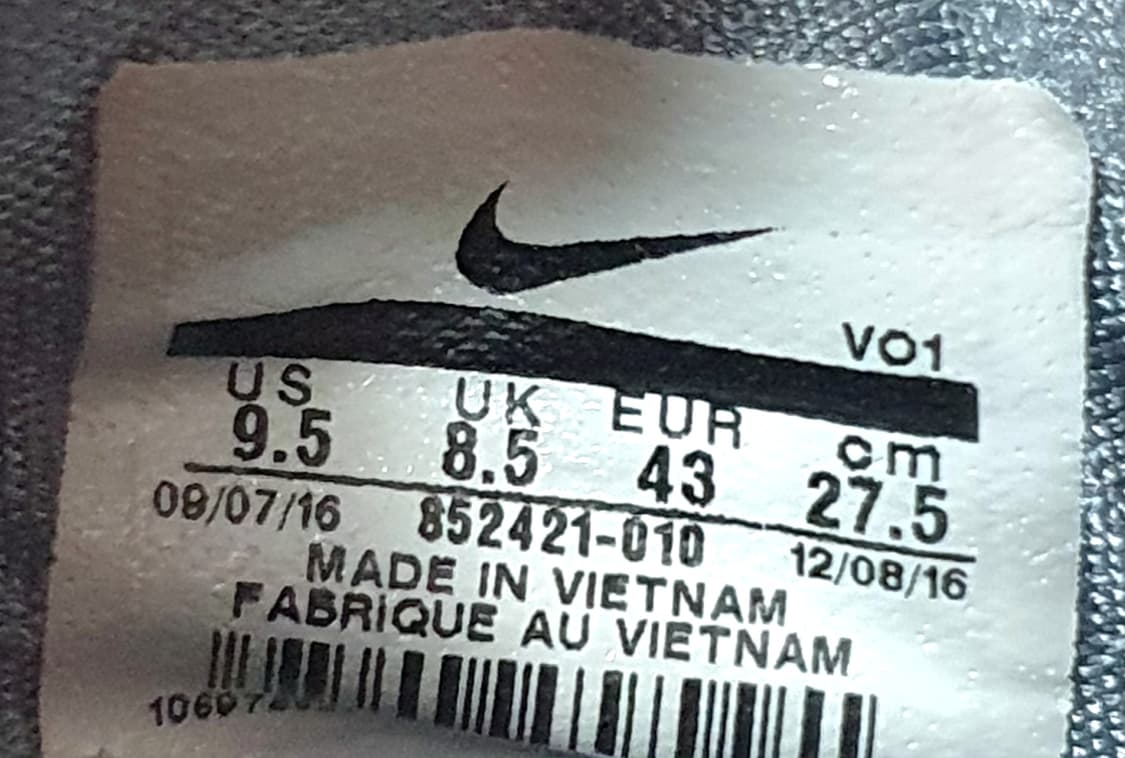 VO1
US UK EUR cm
9.5 8.5 43 27.5
09/07/16 852421-010 12/08/16
MADE IN VIETNAM
FABRIQUE AU VIETNAM